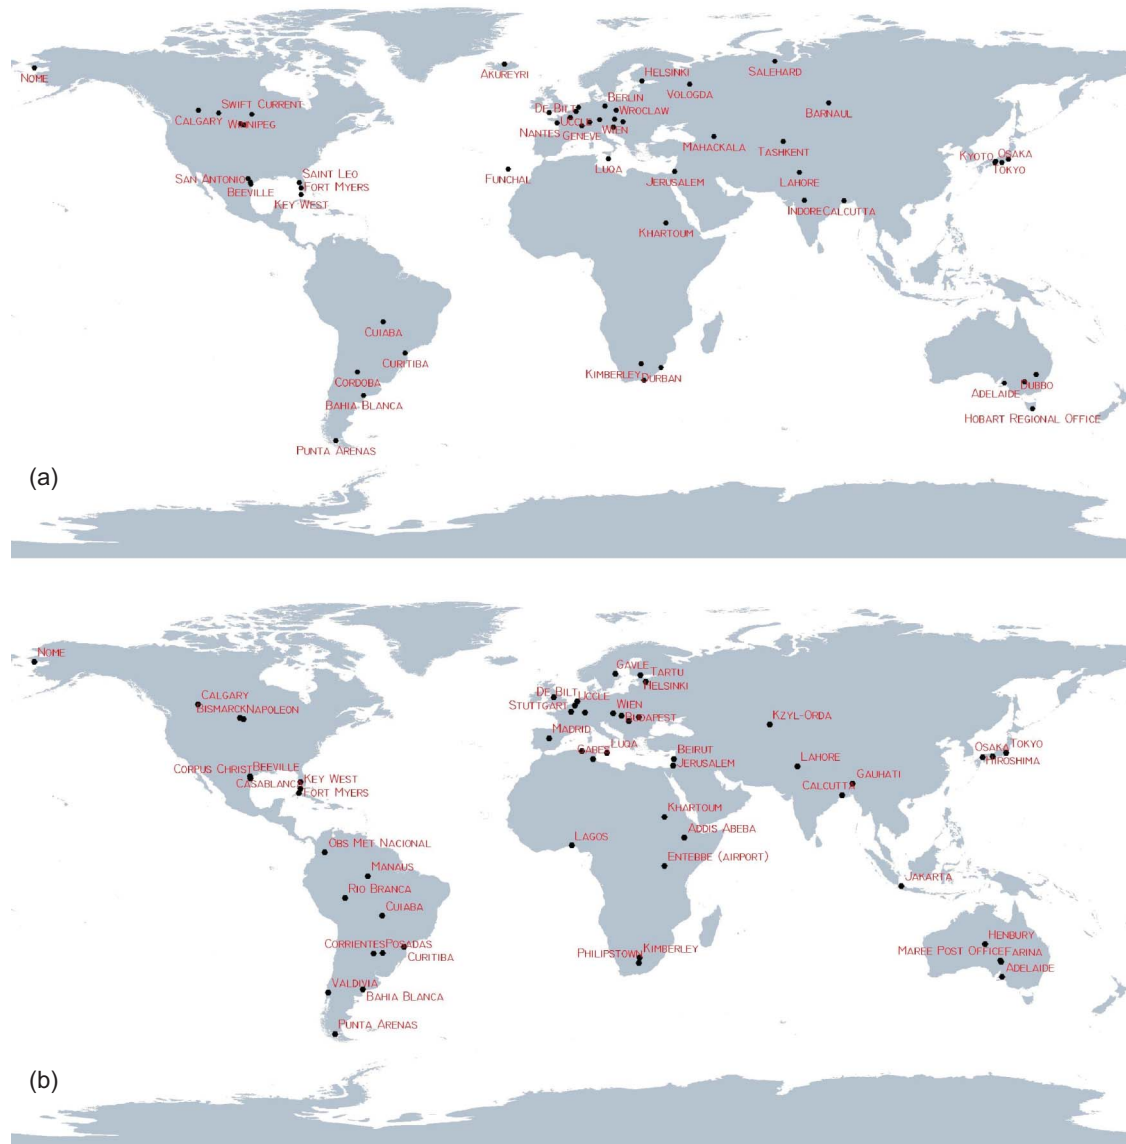 Nome
Akureyri
Helsinki
Salehard
Vologda
Swift Current
Calgary
Winnipeg
De Bilt
Berlin
Wroclaw
Uccle
Nantes
Geneve
Wien
Barnaul
Mahackala
Tashkent
Kyoto
Osaka
Tokyo
San Antonio
Beeville
Saint Leo
Fort Myers
Key West
Funchal
Luqa
Jerusalem
Lahore
Indore
Calcutta
Khartoum
Cuiaba
Curitiba
Cordoba
Bahia Blanca
Punta Arenas
Kimberley
Durban
Adelaide
Dubbo
Hobart Regional Office
(a)
Nome
Gavle
Tartu
Helsinki
Calgary
Bismarck
Napoleon
De Bilt
Uccle
Stuttgart
Wien
Budapest
Madrid
Kzyl-Orda
Gabes
Luqa
Beirut
Jerusalem
Lahore
Gauhati
Calcutta
Osaka
Tokyo
Hiroshima
Corpus Christ
Beeville
Casablanc
Key West
Fort Myers
Khartoum
Addis Abeba
Lagos
Entebbe (airport)
Obs Met Nacional
Manaus
Rio Branca
Cuiaba
Jakarta
Corrientes
Posadas
Curitiba
Philipstown
Kimberley
Henbury
Maree Post Office
Farina
Adelaide
Valdivia
Bahia Blanca
Punta Arenas
(b)